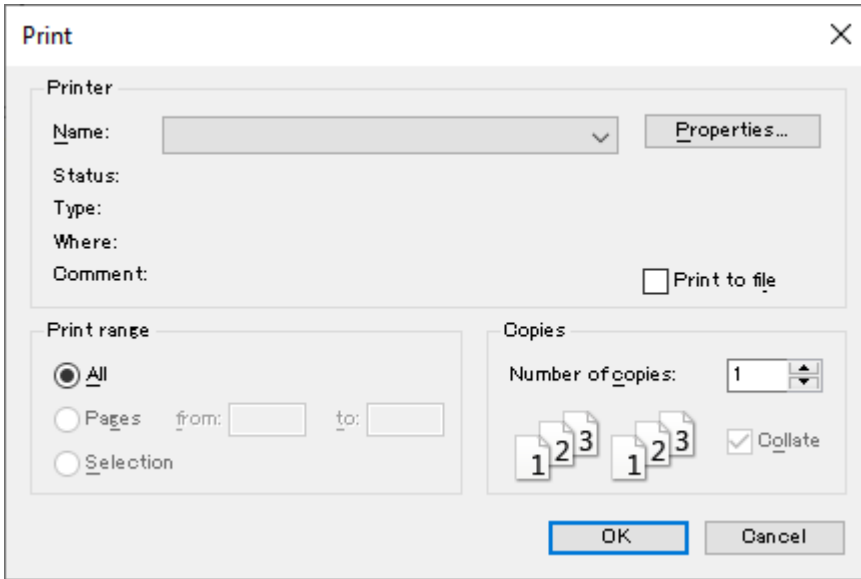 Print
Printer
Name:
Properties...
Status:
Type:
Where:
Comment:
Print to file
Print range
All
Pages from: to:
Selection
Copies
Number of copies: 1
1 2 3 1 2 3
Collate
OK Cancel